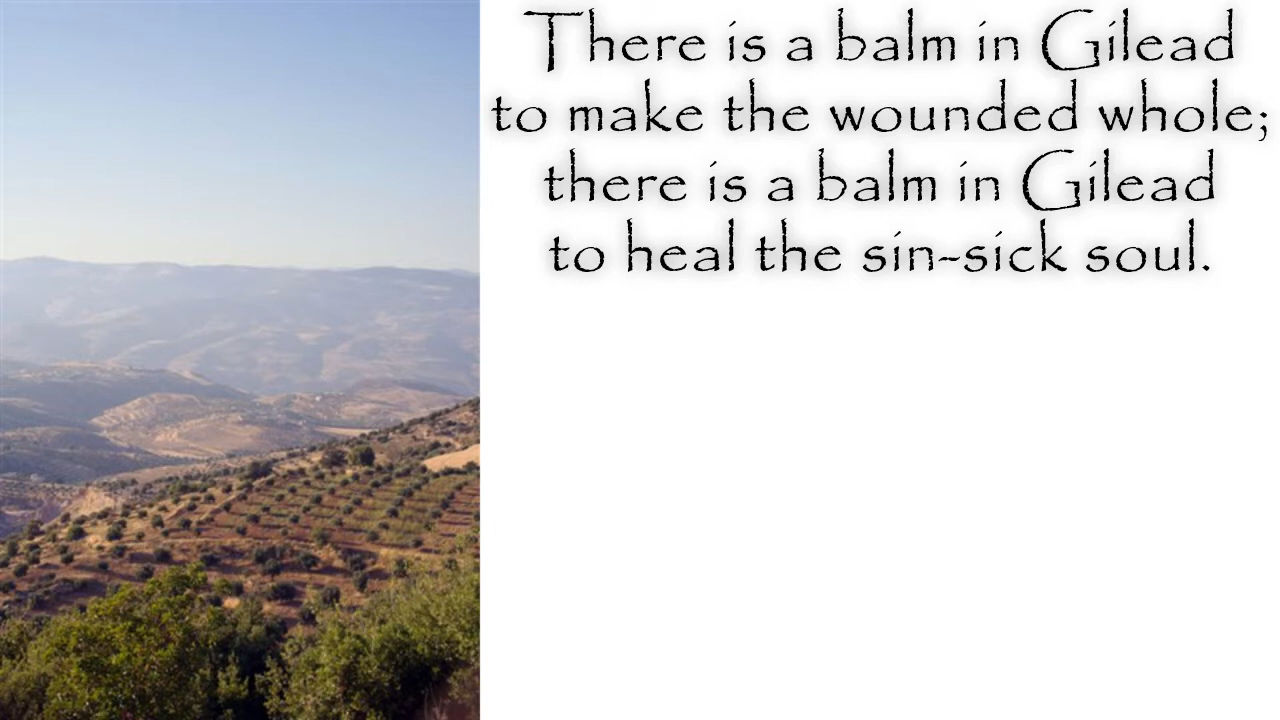 There is a balm in Gilead
to make the wounded whole;
there is a balm in Gilead
to heal the sin-sick soul.